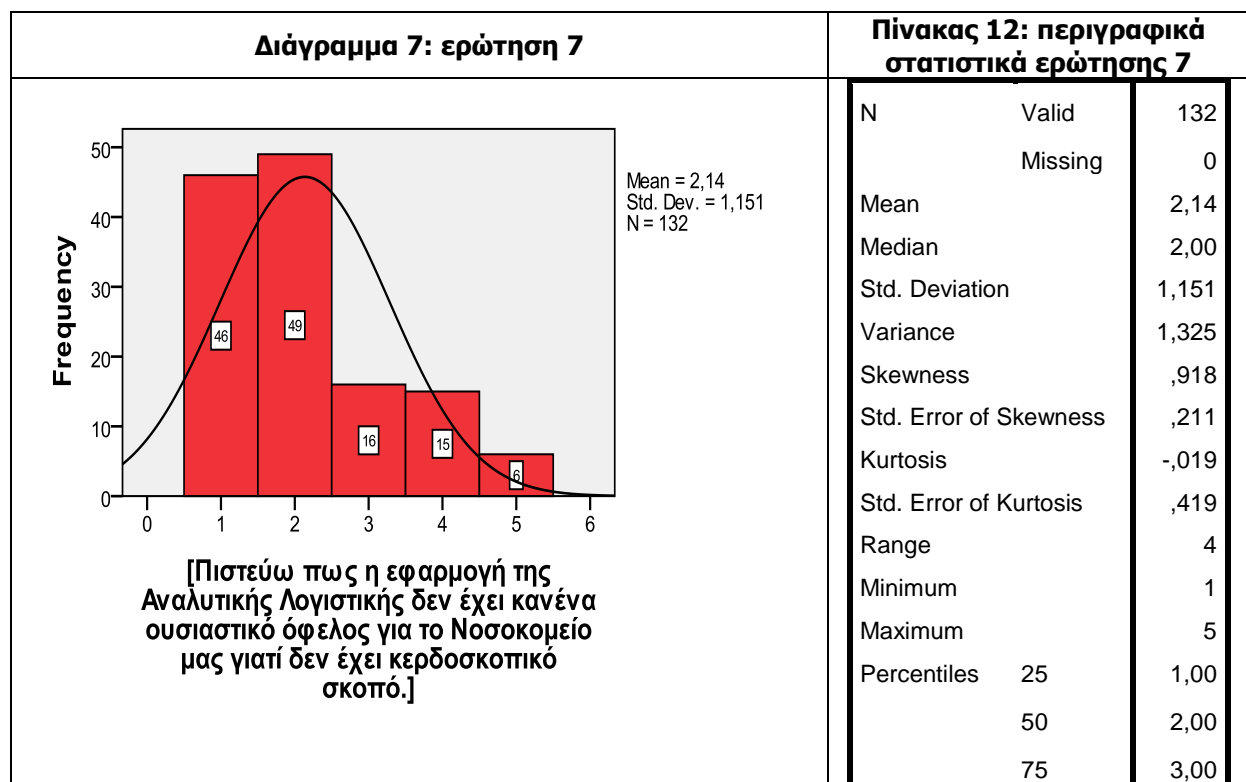 Διάγραμμα 7: ερώτηση 7
Πίνακας 12: περιγραφικά
στατιστικά ερώτησης 7
50
40
30
20
10
0
Frequency
46
49
16
15
6
0 1 2 3 4 5 6
Mean = 2,14
Std. Dev. = 1,151
N = 132
[Πιστεύω πως η εφαρμογή της
Αναλυτικής Λογιστικής δεν έχει κανένα
ουσιαστικό όφελος για το Νοσοκομείο
μας γιατί δεν έχει κερδοσκοπικό
σκοπό.]
N Valid 132
Missing 0
Mean 2,14
Median 2,00
Std. Deviation 1,151
Variance 1,325
Skewness ,918
Std. Error of Skewness ,211
Kurtosis -,019
Std. Error of Kurtosis ,419
Range 4
Minimum 1
Maximum 5
Percentiles 25 1,00
50 2,00
75 3,00